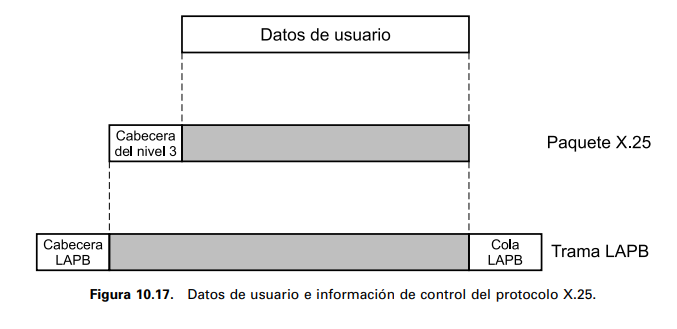 Datos de usuario
Cabecera
del nivel 3
Paquete X.25
Cabecera
LAPB
Cola
LAPB
Trama LAPB
Figura 10.17. Datos de usuario e información de control del protocolo X.25.